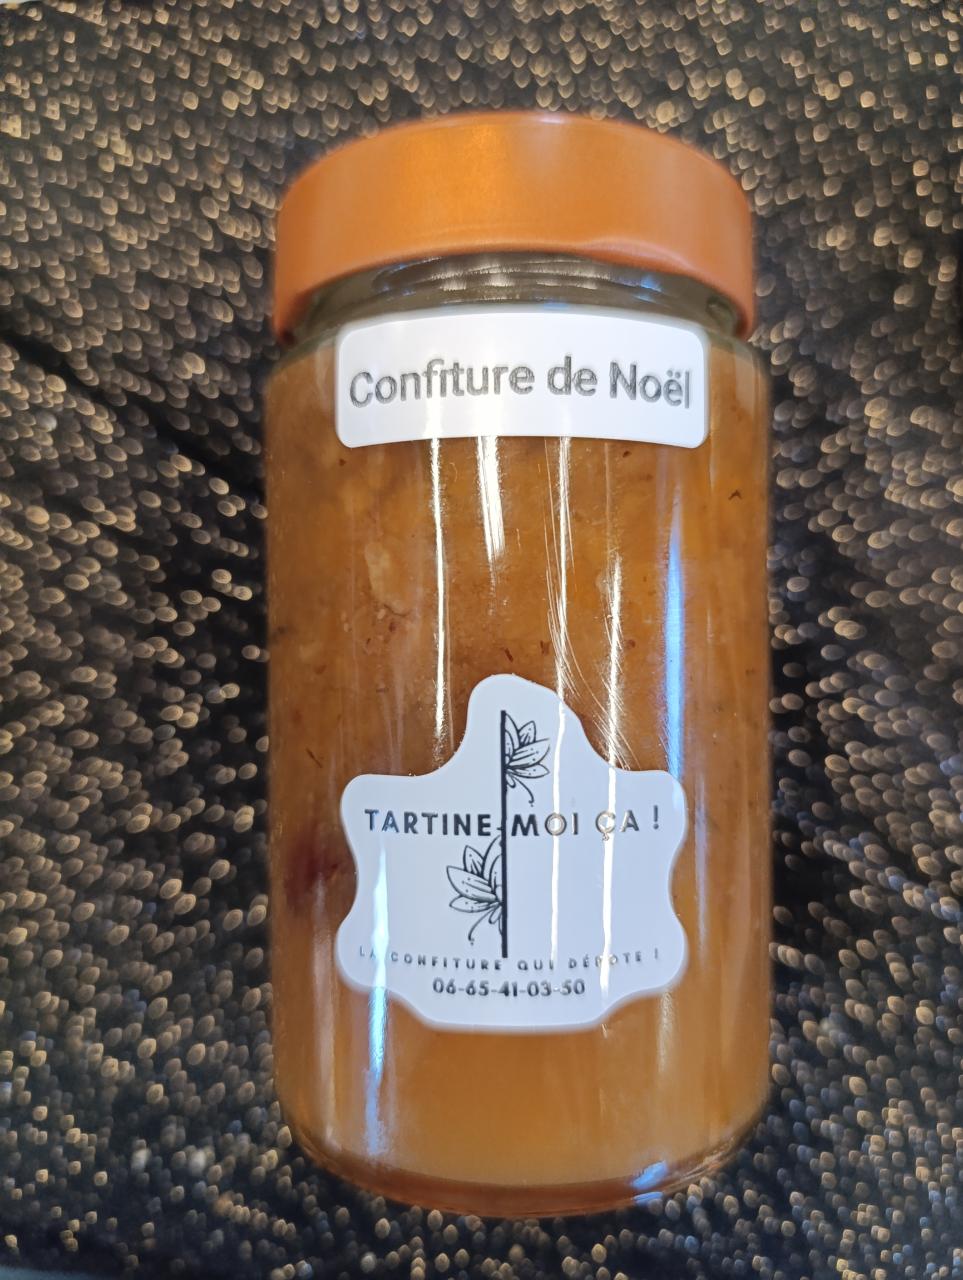 Confiture de Noël
TARTINE-MOI ÇA !
LA CONFITURE QUI DÉPOTE !
06-65-41-03-50